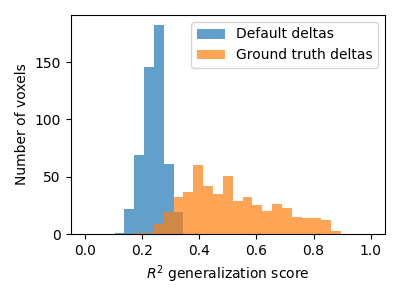 Default deltas
Ground truth deltas
Number of voxels
150
100
50
0
0.0 0.2 0.4 0.6 0.8 1.0
R² generalization score